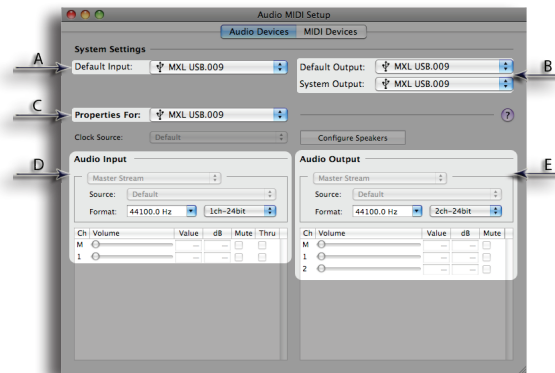 Audio MIDI Setup
Audio Devices MIDI Devices
System Settings
A Default Input: MXL USB.009 Default Output: MXL USB.009 B
System Output: MXL USB.009
C Properties For: MXL USB.009 ?
Clock Source: Default Configure Speakers
D Audio Input Audio Output E
Master Stream Master Stream
Source: Default Source: Default
Format: 44100.0 Hz 1ch-24bit Format: 44100.0 Hz 2ch-24bit
Ch Volume Value dB Mute Thru Ch Volume Value dB Mute
M -- -- M -- --
1 -- -- 1 -- --
2 -- --